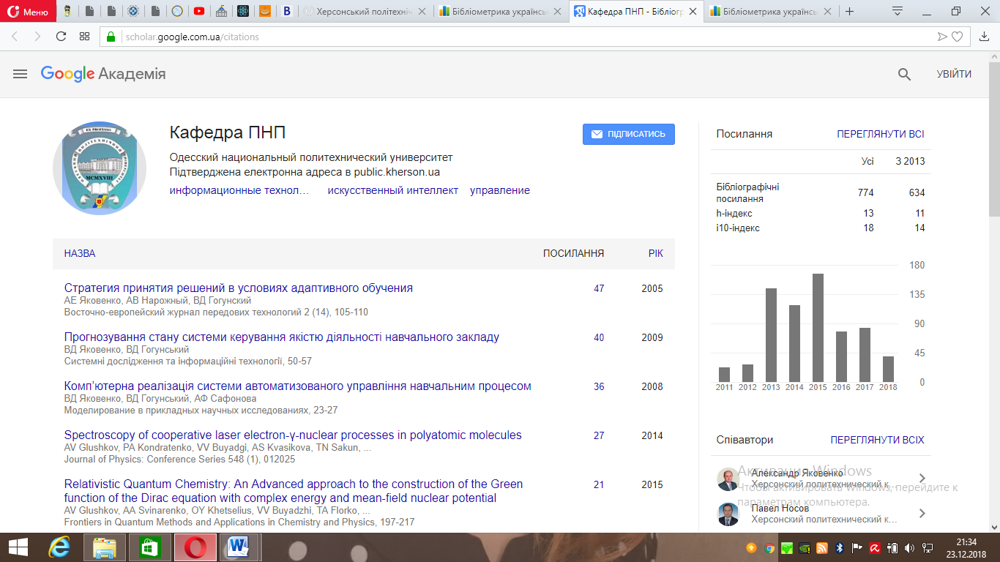 Меню
Херсонський політехніч
Бібліометрика українсь
Кафедра ПНП - Бібліогр
Бібліометрика українсь
scholar.google.com.ua/citations
Google Академія
УВІЙТИ
EX PROFESSO
MCMXVIII
Кафедра ПНП
ПІДПИСАТИСЬ
Одесский национальный политехнический университет
Підтверджена електронна адреса в public.kherson.ua
информационные технол… искусственный интеллект управление
НАЗВА ПОСИЛАННЯ РІК
Стратегия принятия решений в условиях адаптивного обучения 47 2005
АЕ Яковенко, АВ Нарожный, ВД Гогунский
Восточно-европейский журнал передових технологий 2 (14), 105-110
Прогнозування стану системи керування якістю діяльності навчального закладу 40 2009
ВД Яковенко, ВД Гогунський
Системні дослідження та інформаційні технології, 50-57
Комп’ютерна реалізація системи автоматизованого управління навчальним процесом 36 2008
ВД Яковенко, ВД Гогунський, АФ Сафонова
Моделирование в прикладных научных исследованиях, 23-27
Spectroscopy of cooperative laser electron-γ-nuclear processes in polyatomic molecules 27 2014
AV Glushkov, PA Kondratenko, VV Buyadgi, AS Kvasikova, TN Sakun, ...
Journal of Physics: Conference Series 548 (1), 012025
Relativistic Quantum Chemistry: An Advanced approach to the construction of the Green 21 2015
function of the Dirac equation with complex energy and mean-field nuclear potential
AV Glushkov, AA Svinarenko, OY Khetselius, VV Buyadzhi, TA Florko, ...
Frontiers in Quantum Methods and Applications in Chemistry and Physics, 197-217
Посилання ПЕРЕГЛЯНУТИ ВСІ
Усі З 2013
Бібліографічні
посилання 774 634
h-індекс 13 11
i10-індекс 18 14
180
135
90
45
0
2011 2012 2013 2014 2015 2016 2017 2018
Співавтори ПЕРЕГЛЯНУТИ ВСІХ
Александр Яковенко
Херсонский политехнический к…
Павел Носов
Херсонский политехнический к…
Активация Windows
Чтобы активировать Windows, перейдите к
параметрам компьютера.
21:34
23.12.2018